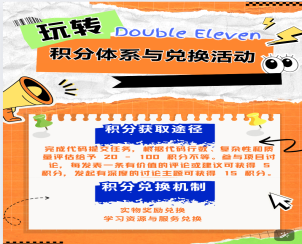 玩转
Double Eleven
积分体系与兑换活动
积分获取途径
完成代码提交任务，根据代码行数、复杂性和质
量评估给予 20 - 100 积分不等。参与项目讨
论，每发表一条有价值的评论或建议可获得 5
积分，发起有深度的讨论主题可获得 15 积分。
积分兑换机制
实物奖励兑换
学习资源与服务兑换